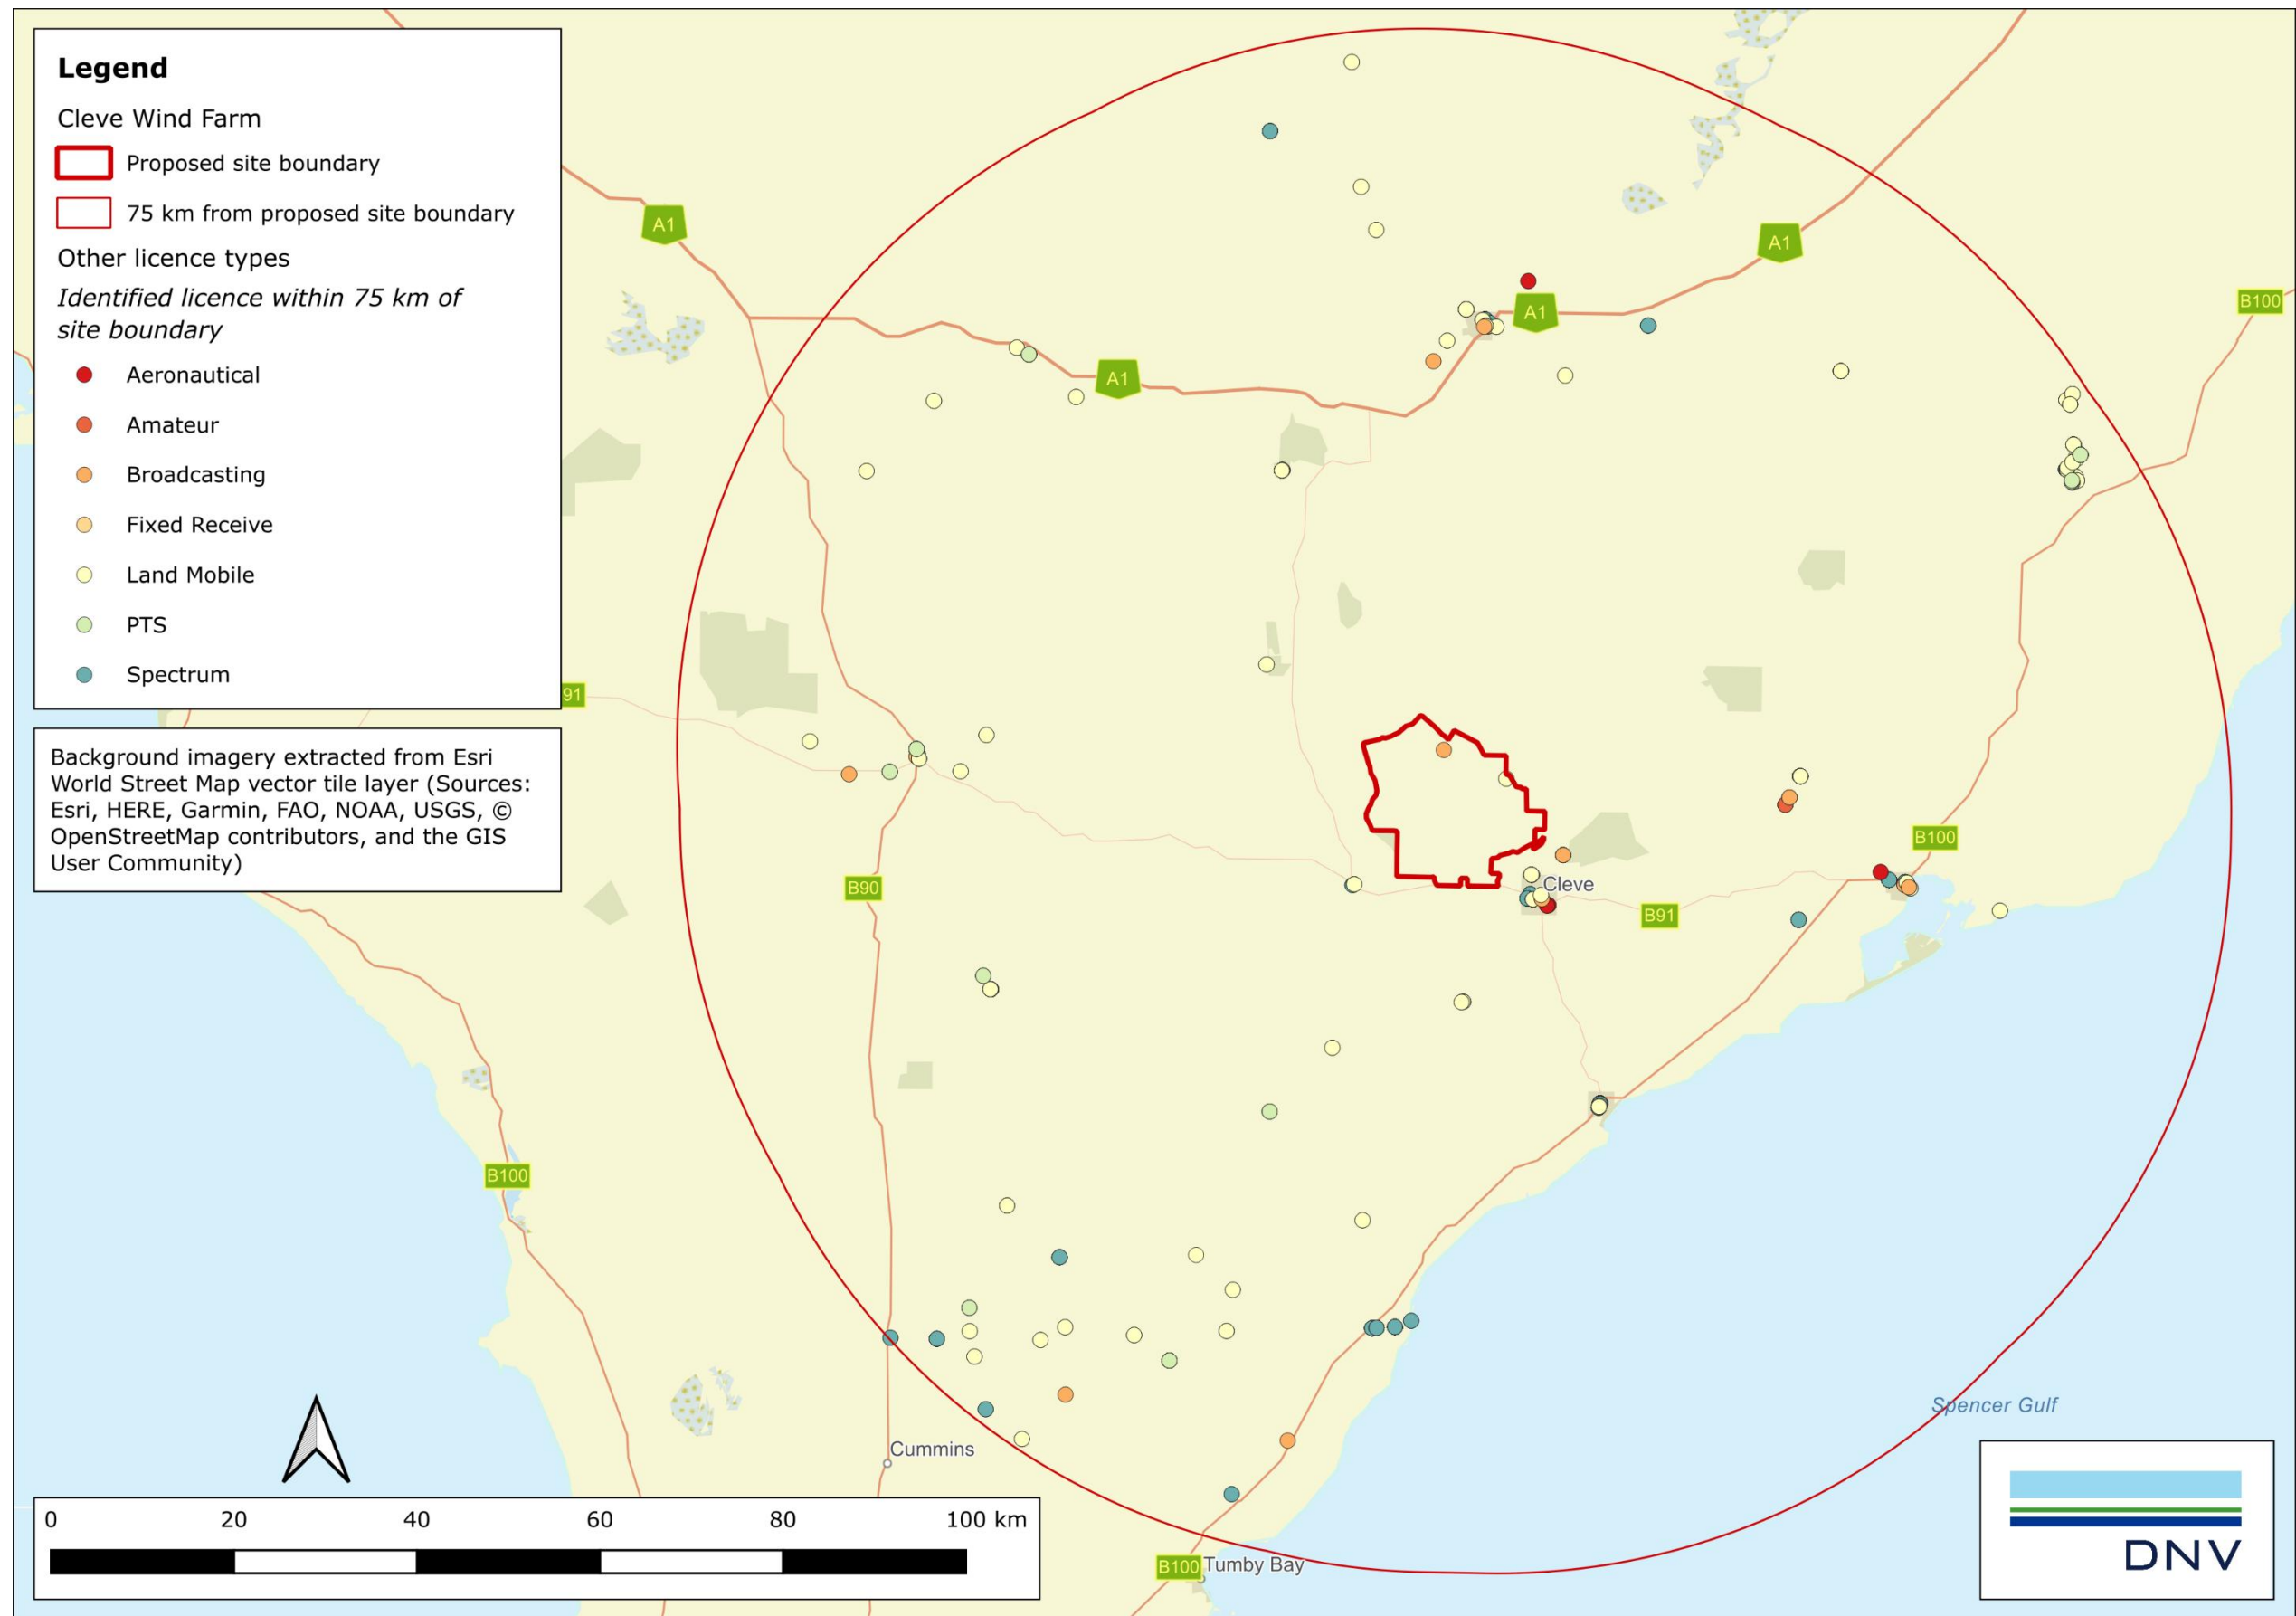 Legend
Cleve Wind Farm
Proposed site boundary
75 km from proposed site boundary
Other licence types
Identified licence within 75 km of
site boundary
Aeronautical
Amateur
Broadcasting
Fixed Receive
Land Mobile
PTS
Spectrum
Background imagery extracted from Esri
World Street Map vector tile layer (Sources:
Esri, HERE, Garmin, FAO, NOAA, USGS, ©
OpenStreetMap contributors, and the GIS
User Community)
A1
A1
B100
A1
A1
91
B100
B90
Cleve
B91
B100
Spencer Gulf
Cummins
0 20 40 60 80 100 km
B100
Tumby Bay
DNV